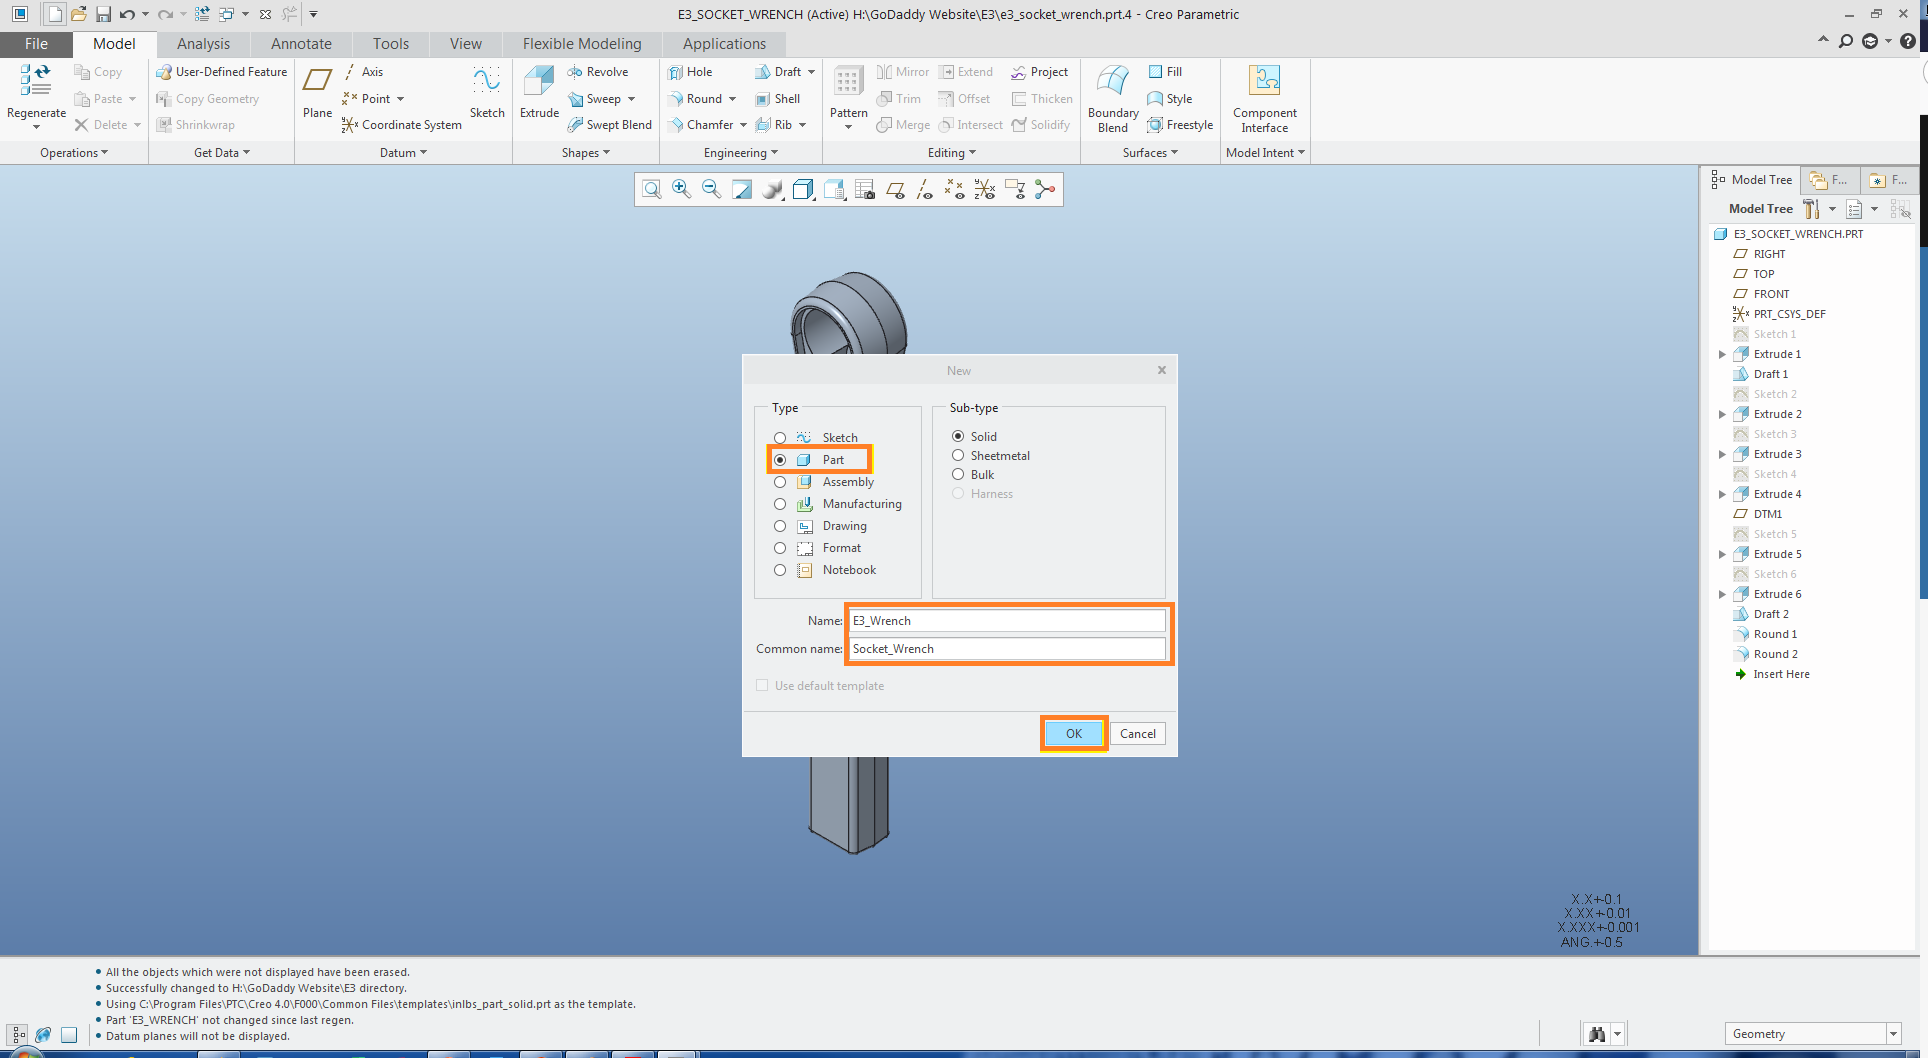 E3_SOCKET_WRENCH (Active) H:\GoDaddy Website\E3\e3_socket_wrench.prt.4 - Creo Parametric
File Model Analysis Annotate Tools View Flexible Modeling Applications
Regenerate Copy Paste Delete
User-Defined Feature Copy Geometry Shrinkwrap
Plane Axis Point Coordinate System Sketch
Extrude Revolve Sweep Swept Blend
Hole Draft Round Shell Chamfer Rib
Pattern Mirror Extend Project Trim Offset Thicken Merge Intersect Solidify
Boundary Blend Fill Style Freestyle
Component Interface
Operations Get Data Datum Shapes Engineering Editing Surfaces Model Intent
Model Tree F... F...
Model Tree
E3_SOCKET_WRENCH.PRT
RIGHT
TOP
FRONT
PRT_CSYS_DEF
Sketch 1
Extrude 1
Draft 1
Sketch 2
Extrude 2
Sketch 3
Extrude 3
Sketch 4
Extrude 4
DTM1
Sketch 5
Extrude 5
Sketch 6
Extrude 6
Draft 2
Round 1
Round 2
Insert Here
New
Type
Sketch
Part
Assembly
Manufacturing
Drawing
Format
Notebook
Sub-type
Solid
Sheetmetal
Bulk
Harness
Name: E3_Wrench
Common name: Socket_Wrench
Use default template
OK Cancel
X.X+-0.1
X.XX+-0.01
X.XXX+-0.001
ANG.+-0.5
All the objects which were not displayed have been erased.
Successfully changed to H:\GoDaddy Website\E3 directory.
Using C:\Program Files\PTC\Creo 4.0\F000\Common Files\templates\inlbs_part_solid.prt as the template.
Part 'E3_WRENCH' not changed since last regen.
Datum planes will not be displayed.
Geometry